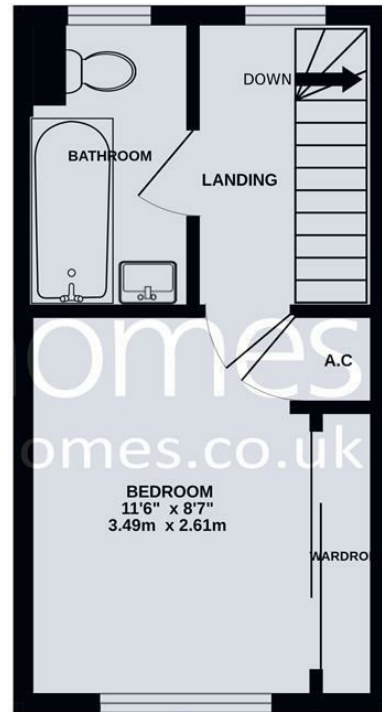 DOWN
BATHROOM
LANDING
A.C
omes
omes.co.uk
BEDROOM
11'6" x 8'7"
3.49m x 2.61m
WARDRO